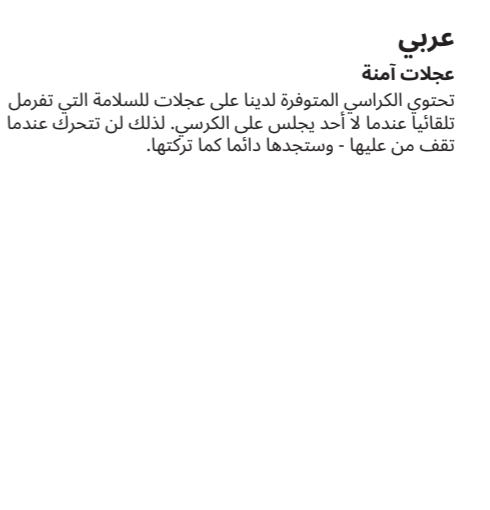 عربي
عجلات آمنة
تحتوي الكراسي المتوفرة لدينا على عجلات للسلامة التي تفرمل
تلقائياً عندما لا أحد يجلس على الكرسي. لذلك لن تتحرك عندما
تقف من عليها - وستجدها دائما كما تركتها.